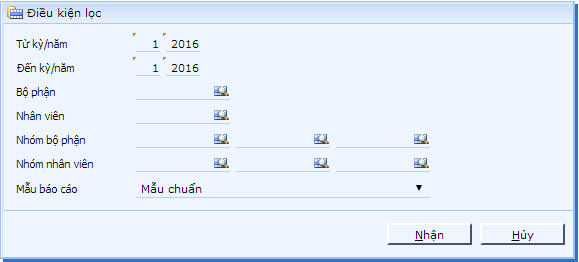 Điều kiện lọc
Từ kỳ/năm 1 2016
Đến kỳ/năm 1 2016
Bộ phận
Nhân viên
Nhóm bộ phận
Nhóm nhân viên
Mẫu báo cáo Mẫu chuẩn
Nhận Hủy